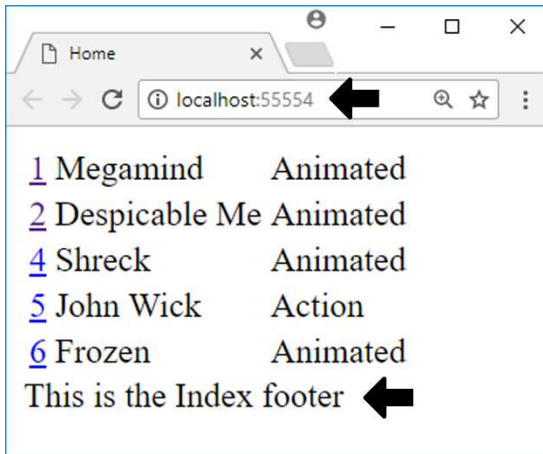 Home
localhost:55554
1 Megamind Animated
2 Despicable Me Animated
4 Shreck Animated
5 John Wick Action
6 Frozen Animated
This is the Index footer